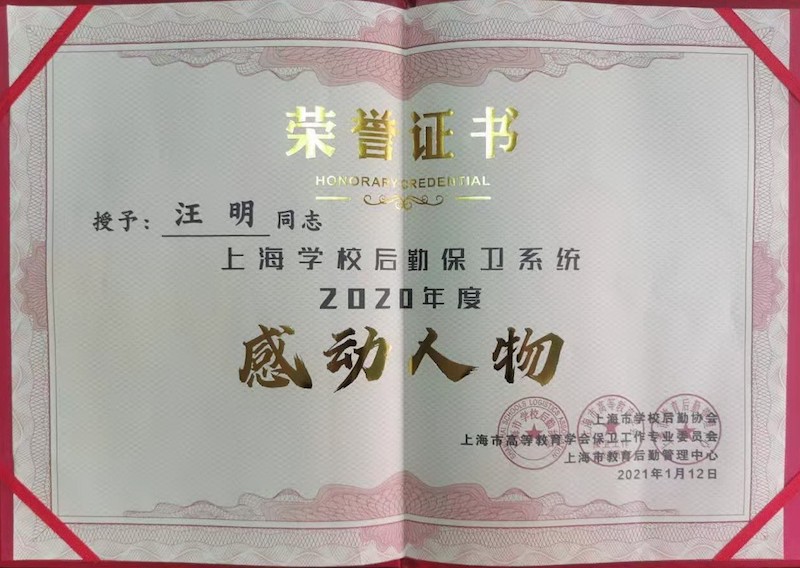 荣誉证书
HONORARY CREDENTIAL
授予：汪明同志
上海学校后勤保卫系统
2020年度
感动人物
上海市学校后勤协会
上海市高等教育学会保卫工作专业委员会
上海市教育后勤管理中心
2021年1月12日